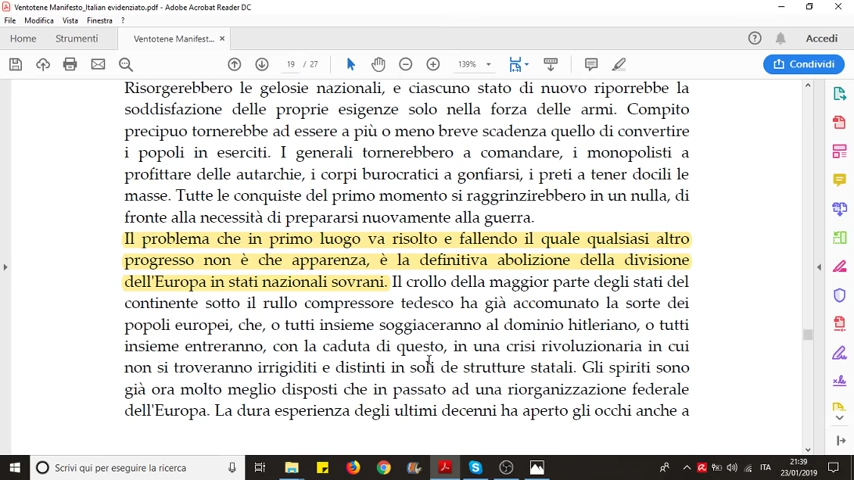 Ventotene Manifesto_Italian evidenziato.pdf - Adobe Acrobat Reader DC
File Modifica Vista Finestra ?
Home Strumenti Ventotene Manifest... × Accedi
19 / 27 139% Condividi
Risorgerebbero le gelosie nazionali, e ciascuno stato di nuovo riporrebbe la
soddisfazione delle proprie esigenze solo nella forza delle armi. Compito
precipuo tornerebbe ad essere a più o meno breve scadenza quello di convertire
i popoli in eserciti. I generali tornerebbero a comandare, i monopolisti a
profittare delle autarchie, i corpi burocratici a gonfiarsi, i preti a tener docili le
masse. Tutte le conquiste del primo momento si raggrinzirebbero in un nulla, di
fronte alla necessità di prepararsi nuovamente alla guerra.
Il problema che in primo luogo va risolto e fallendo il quale qualsiasi altro
progresso non è che apparenza, è la definitiva abolizione della divisione
dell'Europa in stati nazionali sovrani. Il crollo della maggior parte degli stati del
continente sotto il rullo compressore tedesco ha già accomunato la sorte dei
popoli europei, che, o tutti insieme soggiaceranno al dominio hitleriano, o tutti
insieme entreranno, con la caduta di questo, in una crisi rivoluzionaria in cui
non si troveranno irrigiditi e distinti in soli de strutture statali. Gli spiriti sono
già ora molto meglio disposti che in passato ad una riorganizzazione federale
dell'Europa. La dura esperienza degli ultimi decenni ha aperto gli occhi anche a
Scrivi qui per eseguire la ricerca
ITA
21:39
23/01/2019